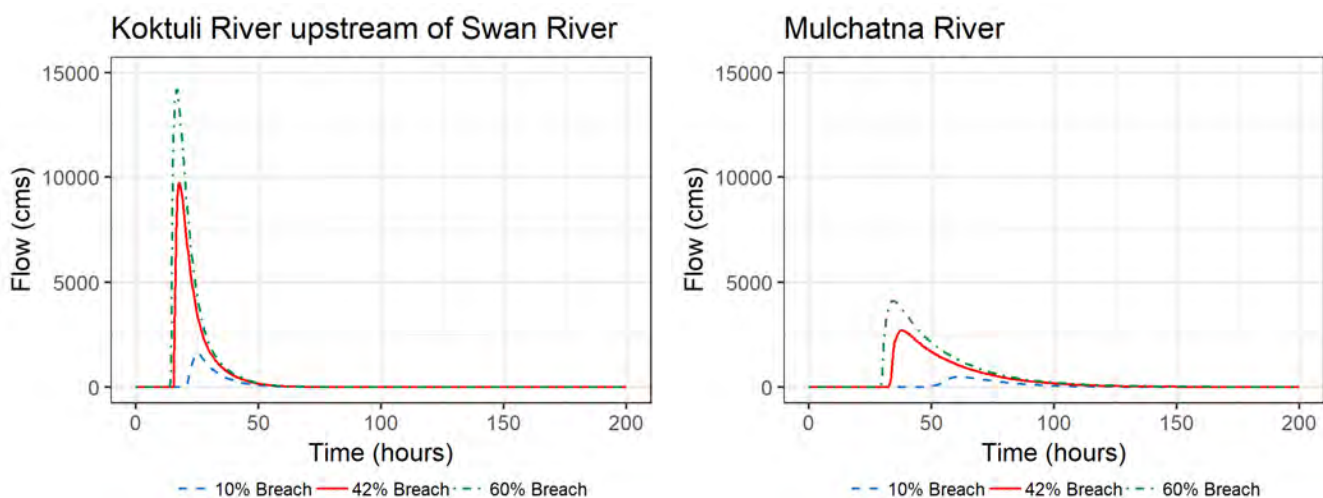 Koktuli River upstream of Swan River
15000
10000
5000
0
Flow (cms)
0 50 100 150 200
Time (hours)
10% Breach 42% Breach 60% Breach
Mulchatna River
15000
10000
5000
0
Flow (cms)
0 50 100 150 200
Time (hours)
10% Breach 42% Breach 60% Breach